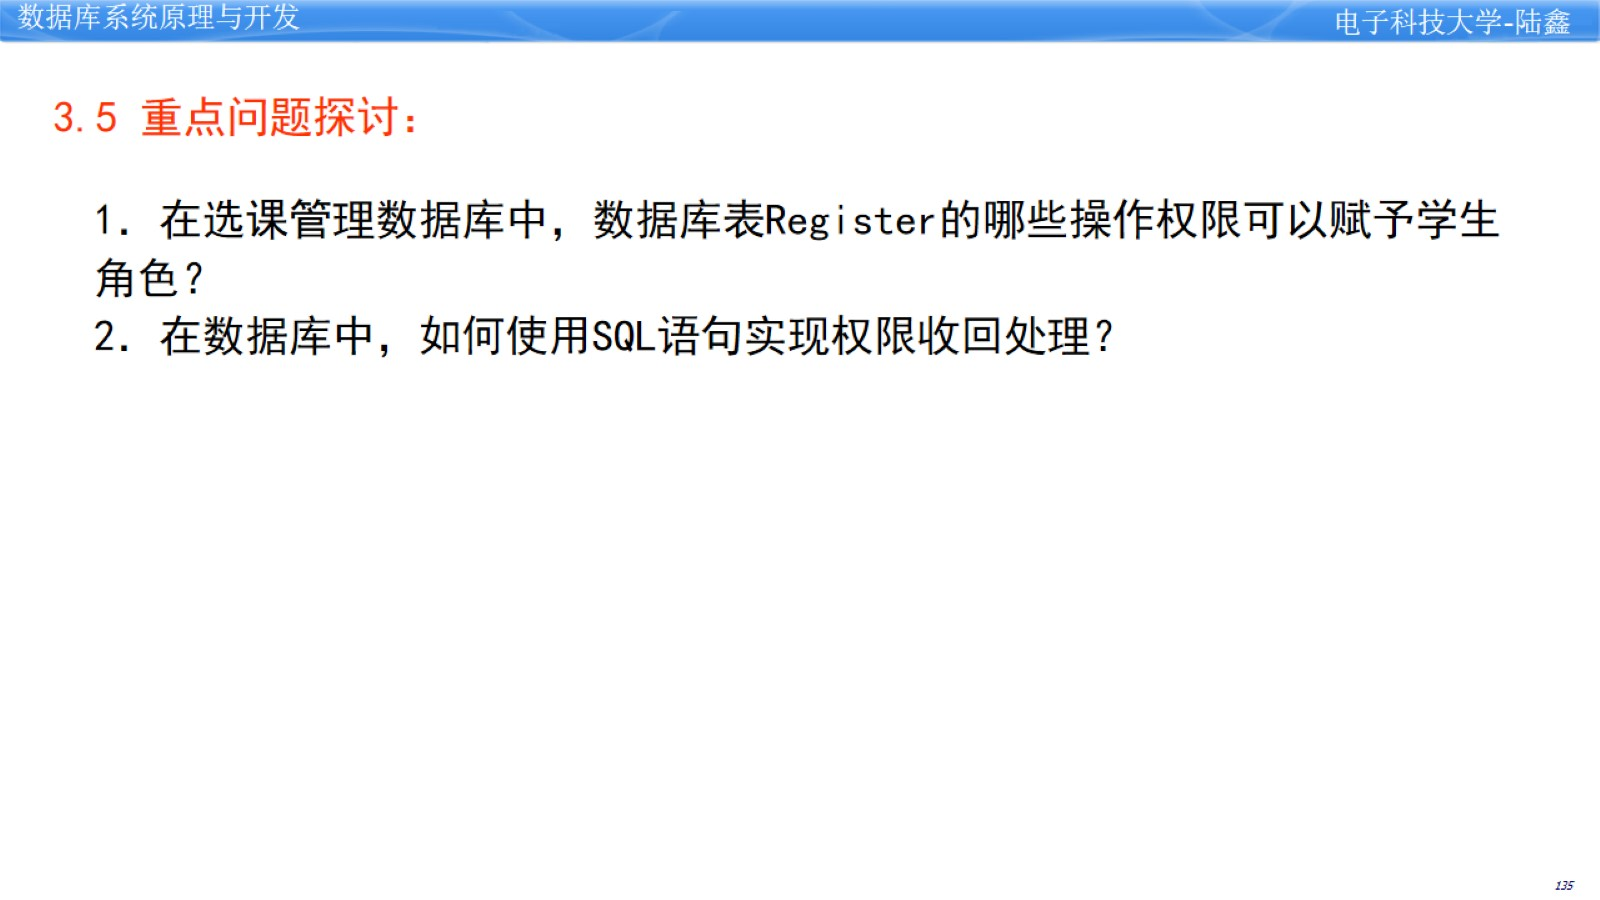 数据库系统原理与开发
电子科技大学-陆鑫
3.5 重点问题探讨：
1. 在选课管理数据库中，数据库表Register的哪些操作权限可以赋予学生
角色？
2. 在数据库中，如何使用SQL语句实现权限收回处理？
135